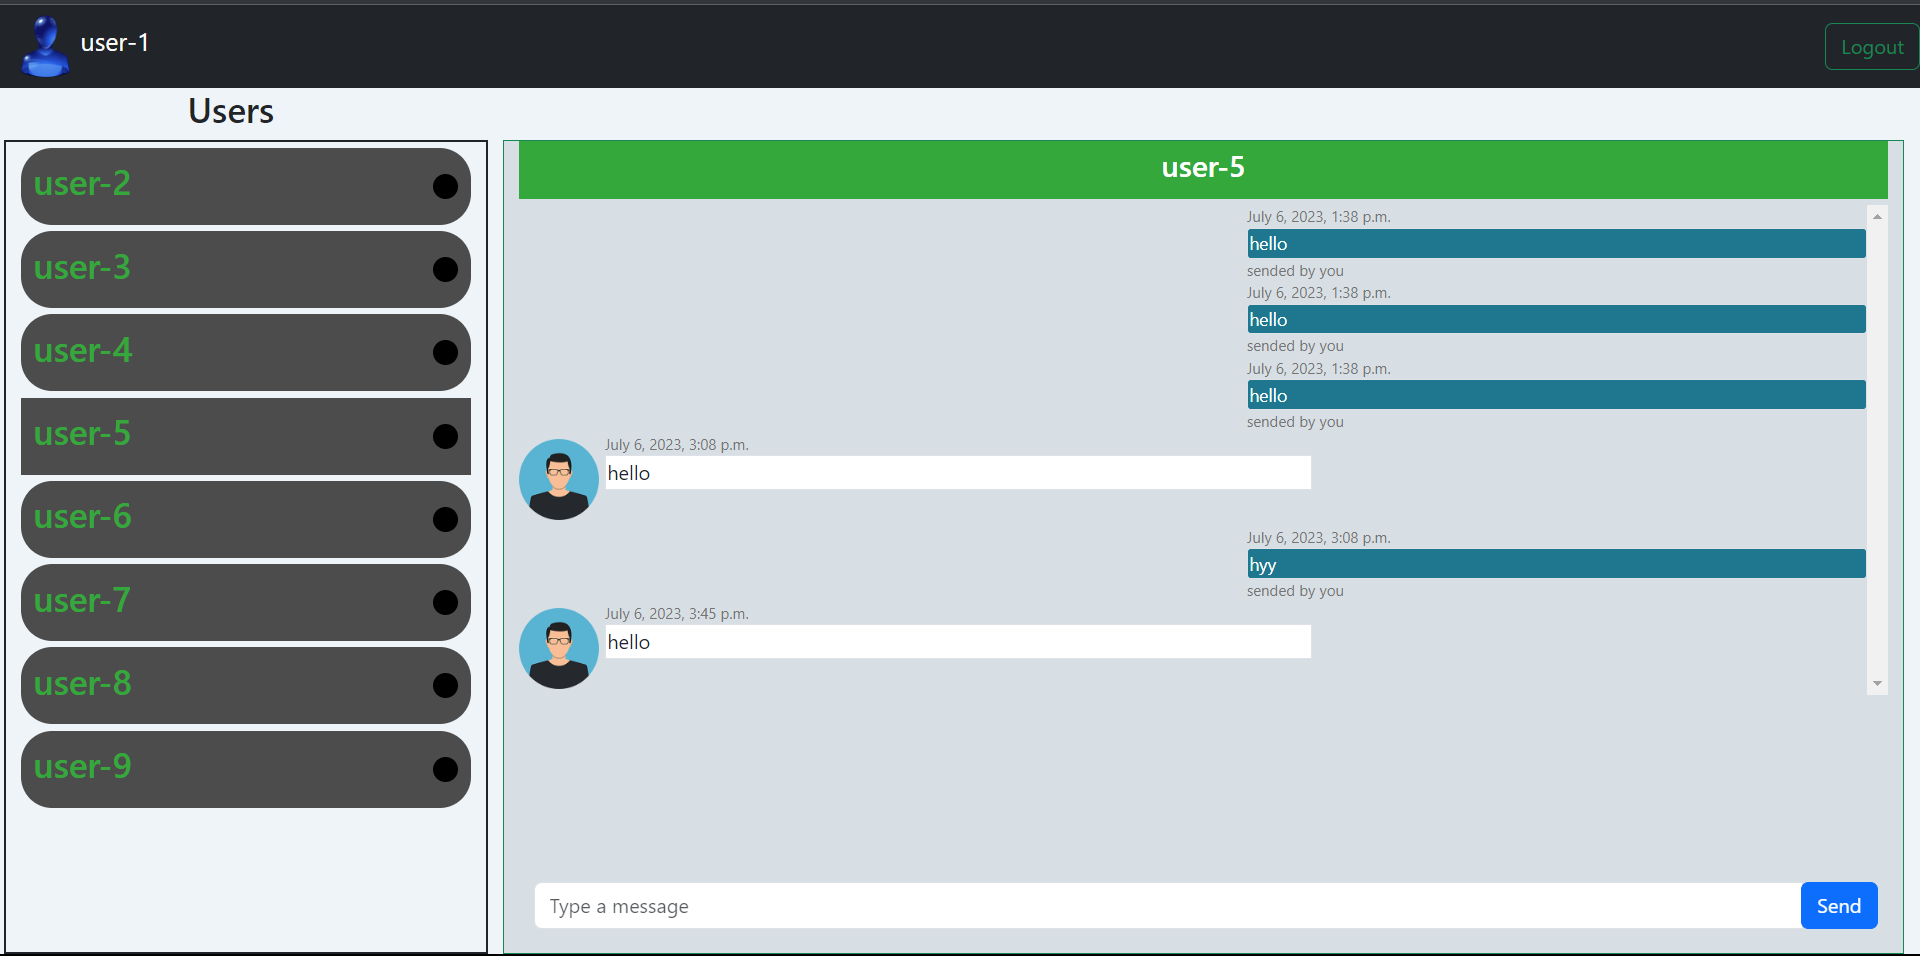 user-1
Logout
Users
user-2
user-3
user-4
user-5
user-6
user-7
user-8
user-9
user-5
July 6, 2023, 1:38 p.m.
hello
sended by you
July 6, 2023, 1:38 p.m.
hello
sended by you
July 6, 2023, 1:38 p.m.
hello
sended by you
July 6, 2023, 3:08 p.m.
hello
July 6, 2023, 3:08 p.m.
hyy
sended by you
July 6, 2023, 3:45 p.m.
hello
Type a message
Send